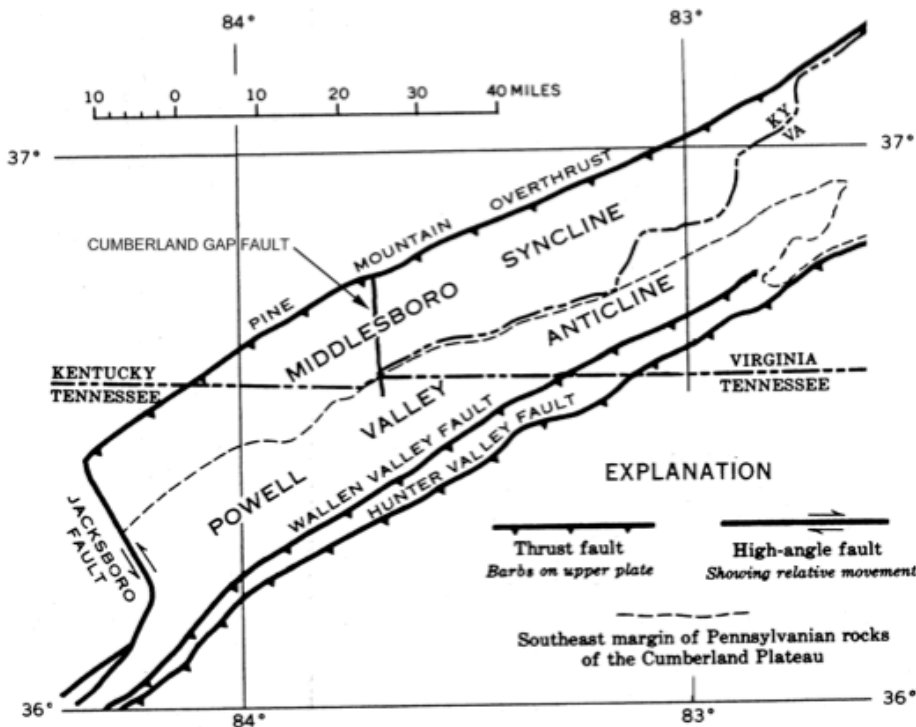 84°
83°
10 0 10 20 30 40 MILES
37°
37°
KY
VA
CUMBERLAND GAP FAULT
PINE MOUNTAIN OVERTHRUST
MIDDLESBORO SYNCLINE
KENTUCKY
TENNESSEE
VIRGINIA
TENNESSEE
POWELL VALLEY ANTICLINE
WALLEN VALLEY FAULT
HUNTER VALLEY FAULT
JACKSBORO
FAULT
EXPLANATION
Thrust fault
Barbs on upper plate
High-angle fault
Showing relative movement
Southeast margin of Pennsylvanian rocks
of the Cumberland Plateau
36°
36°
84°
83°